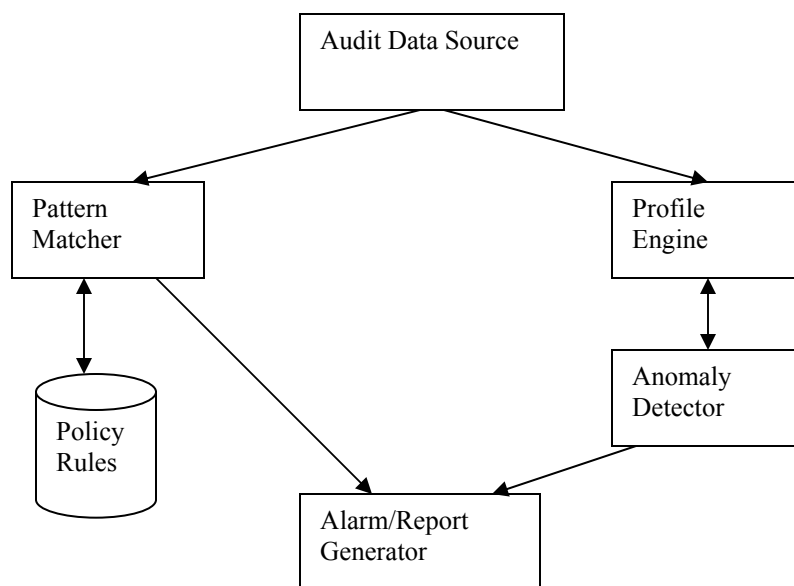 Audit Data Source
Pattern
Matcher
Profile
Engine
Policy
Rules
Anomaly
Detector
Alarm/Report
Generator